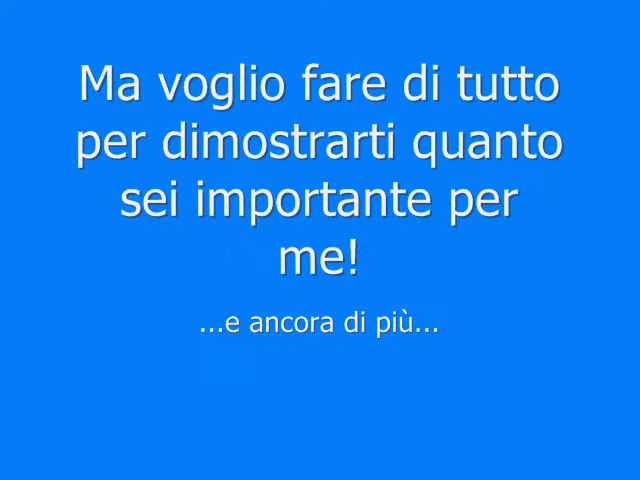 Ma voglio fare di tutto
per dimostrarti quanto
sei importante per
me!
...e ancora di più...